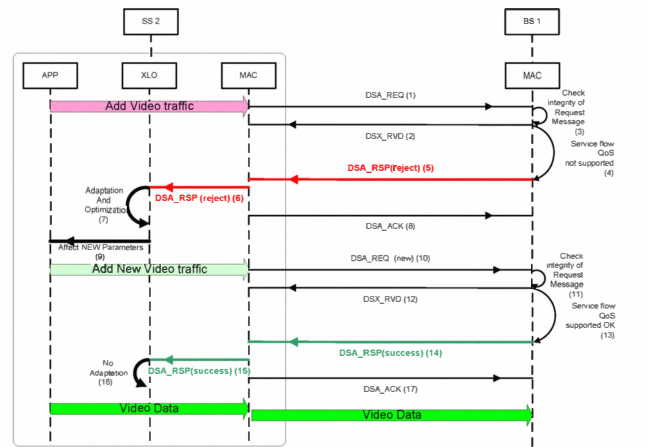 SS 2
BS 1
APP
XLO
MAC
MAC
Add Video traffic
DSA_REQ (1)
Check
integrity of
Request
Message
(3)
DSX_RVD (2)
Service flow
QoS
not supported
(4)
DSA_RSP(reject) (5)
DSA_RSP (reject) (6)
Adaptation
And
Optimization
(7)
DSA_ACK (8)
Affect NEW Parameters
(9)
Add New Video traffic
DSA_REQ (new) (10)
Check
integrity of
Request
Message
(11)
DSX_RVD (12)
Service flow
QoS
supported OK
(13)
DSA_RSP(success) (14)
DSA_RSP(success) (15)
No
Adaptation
(16)
DSA_ACK (17)
Video Data
Video Data